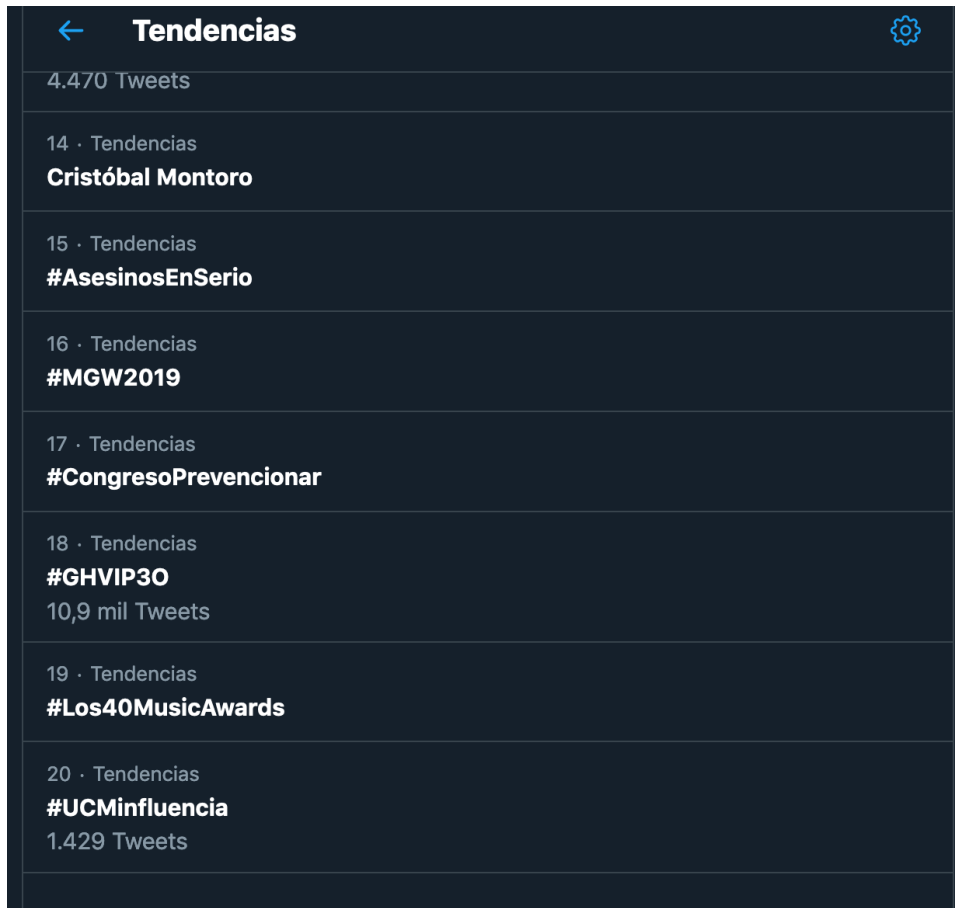 Tendencias
4.470 Tweets
14 · Tendencias
Cristóbal Montoro
15 · Tendencias
#AsesinosEnSerio
16 · Tendencias
#MGW2019
17 · Tendencias
#CongresoPrevencionar
18 · Tendencias
#GHVIP3O
10,9 mil Tweets
19 · Tendencias
#Los40MusicAwards
20 · Tendencias
#UCMinfluencia
1.429 Tweets